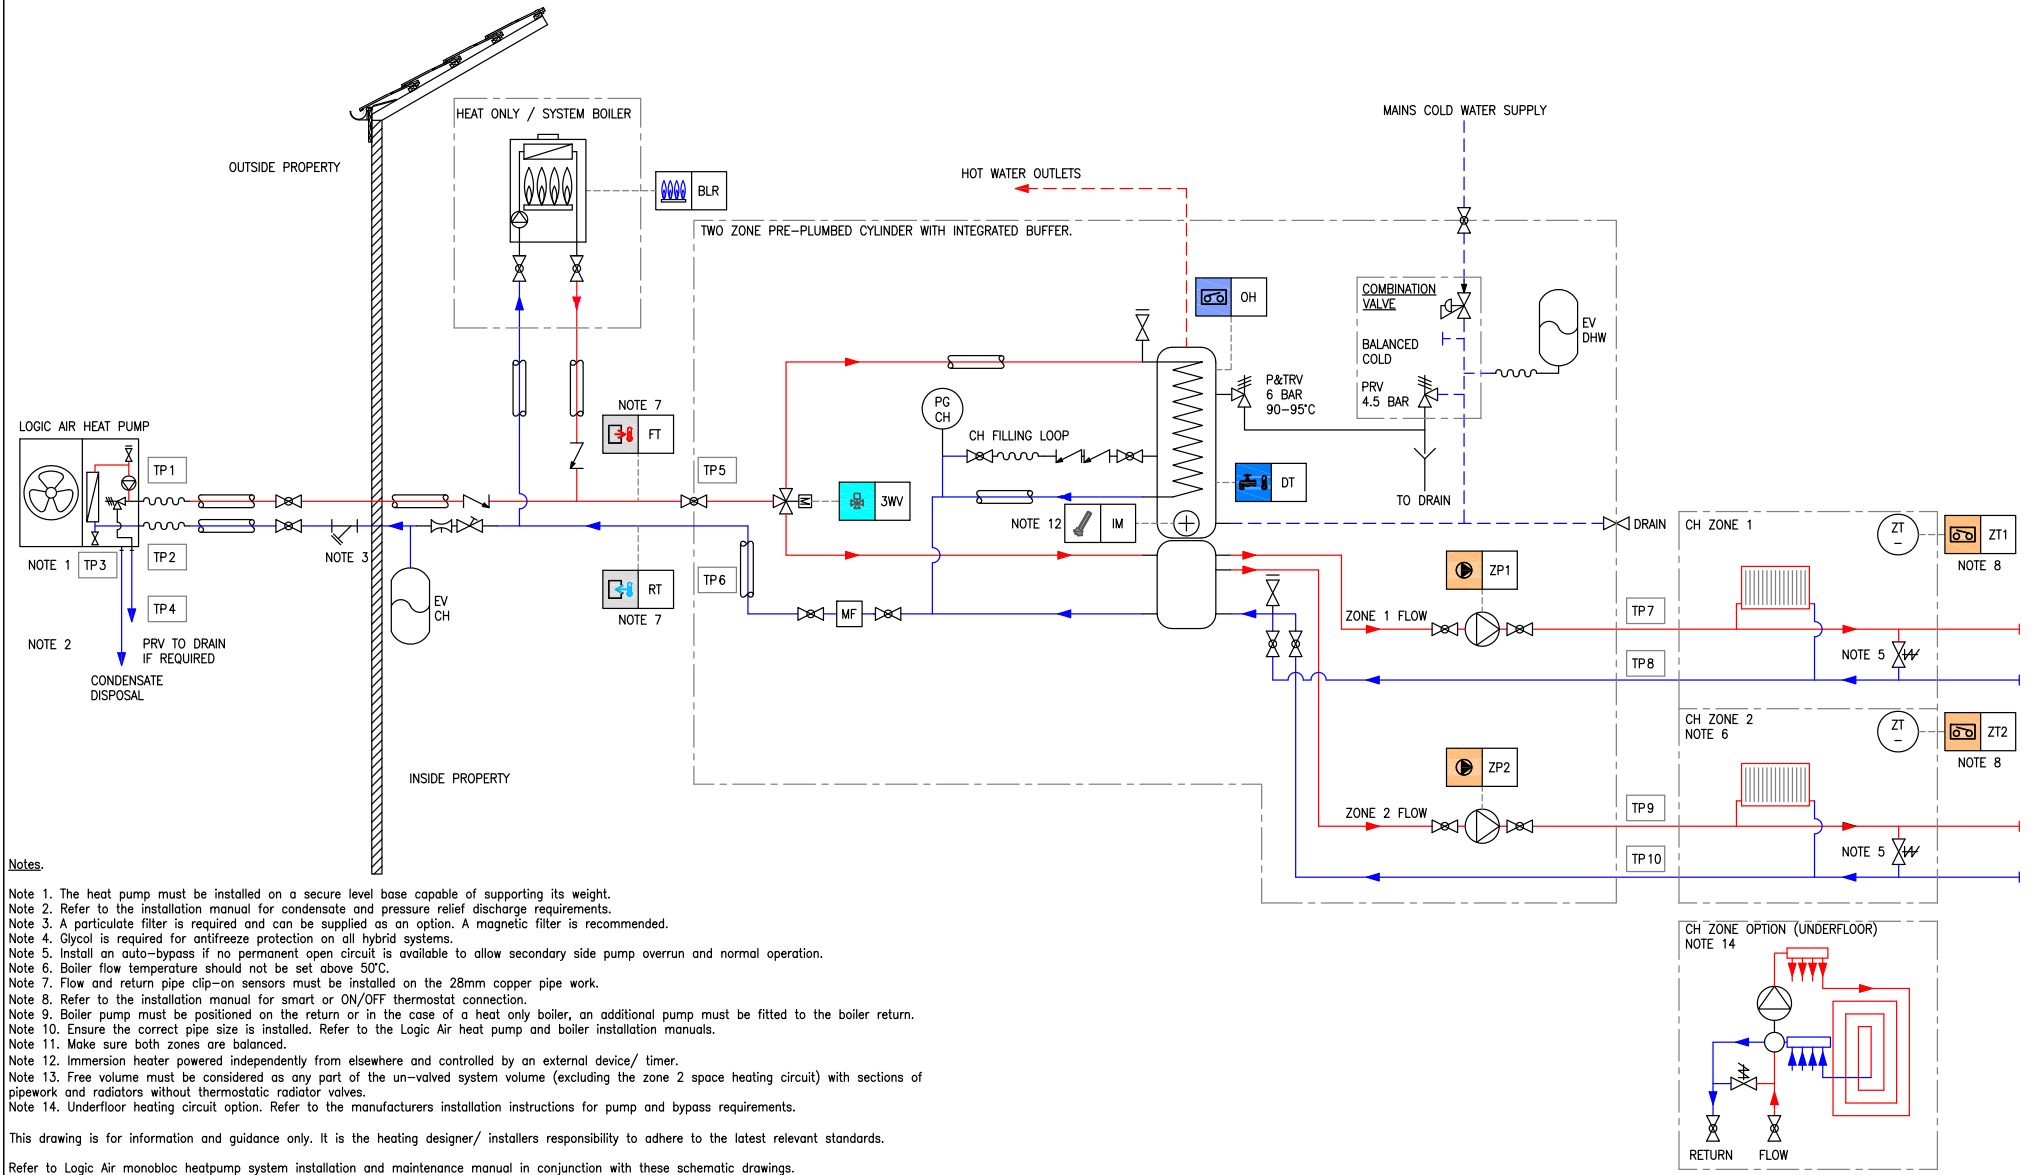 HEAT ONLY / SYSTEM BOILER
MAINS COLD WATER SUPPLY
OUTSIDE PROPERTY
HOT WATER OUTLETS
BLR
TWO ZONE PRE-PLUMBED CYLINDER WITH INTEGRATED BUFFER.
OH
COMBINATION
VALVE
EV
DHW
BALANCED
COLD
P&TRV
6 BAR
90-95°C
PRV
4.5 BAR
PG
CH
NOTE 7
FT
LOGIC AIR HEAT PUMP
CH FILLING LOOP
TP1
TP5
DT
3WV
TO DRAIN
NOTE 12
IM
DRAIN
CH ZONE 1
ZT
-
ZT1
NOTE 8
NOTE 3
NOTE 1
TP3
TP2
TP6
RT
NOTE 7
ZP1
EV
CH
TP4
MF
ZONE 1 FLOW
TP7
NOTE 2
PRV TO DRAIN
IF REQUIRED
NOTE 5
TP8
CONDENSATE
DISPOSAL
CH ZONE 2
NOTE 6
ZT
-
ZT2
NOTE 8
INSIDE PROPERTY
ZP2
ZONE 2 FLOW
TP9
NOTE 5
TP10
Notes.
Note 1. The heat pump must be installed on a secure level base capable of supporting its weight.
Note 2. Refer to the installation manual for condensate and pressure relief discharge requirements.
Note 3. A particulate filter is required and can be supplied as an option. A magnetic filter is recommended.
Note 4. Glycol is required for antifreeze protection on all hybrid systems.
Note 5. Install an auto-bypass if no permanent open circuit is available to allow secondary side pump overrun and normal operation.
Note 6. Boiler flow temperature should not be set above 50°C.
Note 7. Flow and return pipe clip-on sensors must be installed on the 28mm copper pipe work.
Note 8. Refer to the installation manual for smart or ON/OFF thermostat connection.
Note 9. Boiler pump must be positioned on the return or in the case of a heat only boiler, an additional pump must be fitted to the boiler return.
Note 10. Ensure the correct pipe size is installed. Refer to the Logic Air heat pump and boiler installation manuals.
Note 11. Make sure both zones are balanced.
Note 12. Immersion heater powered independently from elsewhere and controlled by an external device/ timer.
Note 13. Free volume must be considered as any part of the un-valved system volume (excluding the zone 2 space heating circuit) with sections of
pipework and radiators without thermostatic radiator valves.
Note 14. Underfloor heating circuit option. Refer to the manufacturers installation instructions for pump and bypass requirements.
This drawing is for information and guidance only. It is the heating designer/ installers responsibility to adhere to the latest relevant standards.
Refer to Logic Air monobloc heatpump system installation and maintenance manual in conjunction with these schematic drawings.
CH ZONE OPTION (UNDERFLOOR)
NOTE 14
RETURN
FLOW
M